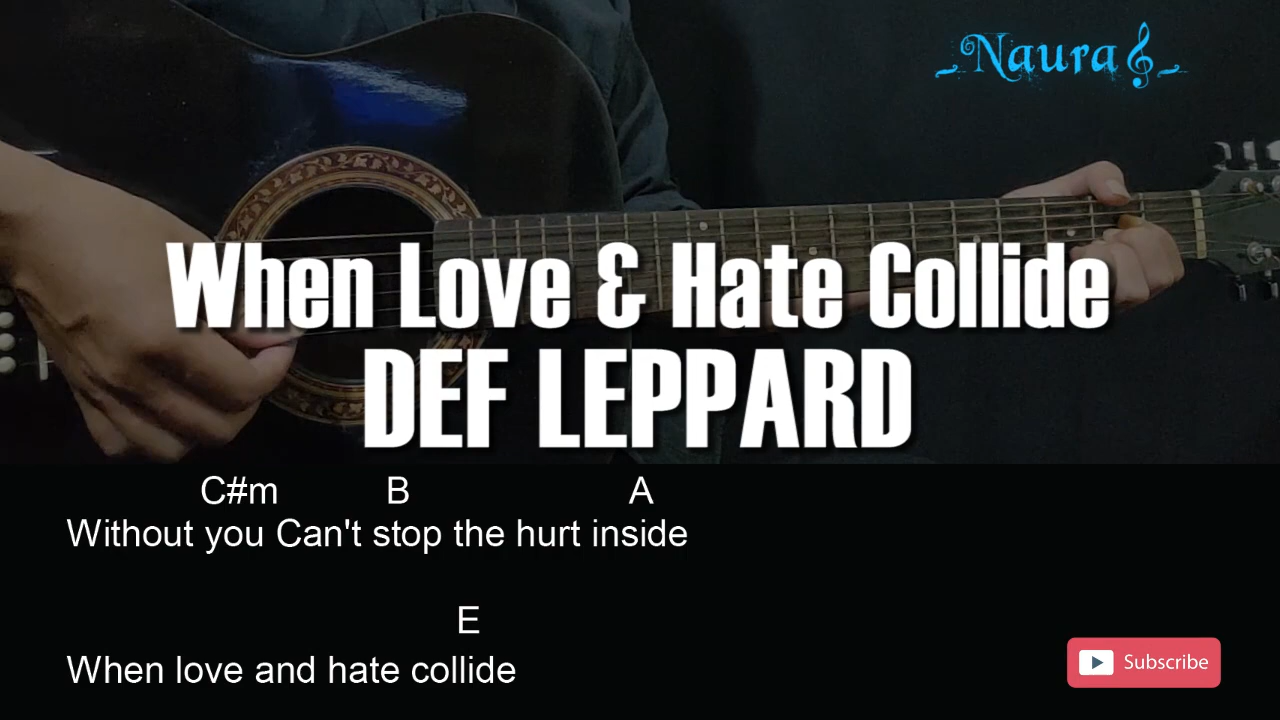 Naura
When Love & Hate Collide
DEF LEPPARD
C#m B A
Without you Can't stop the hurt inside
E
When love and hate collide
Subscribe